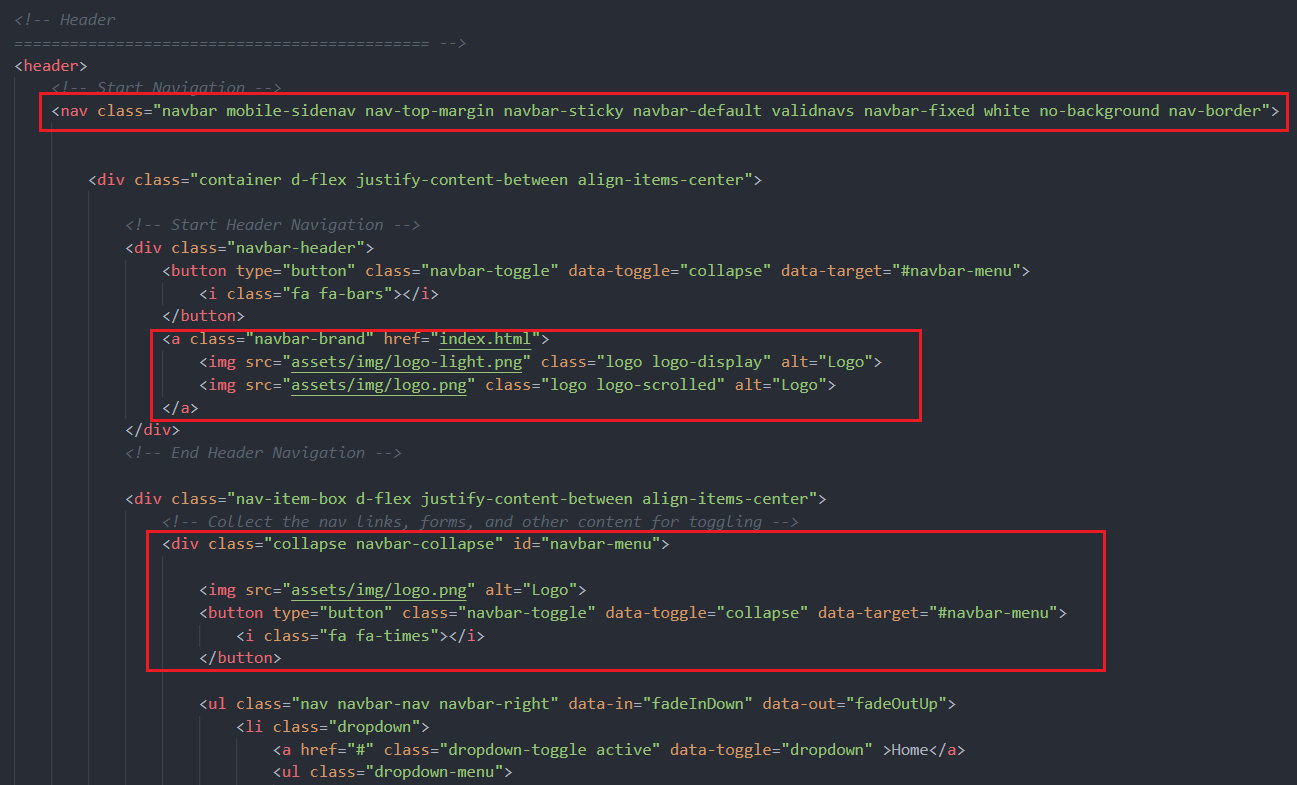 <!-- Header
============================================= -->
<header>
<!-- Start Navigation -->
<nav class="navbar mobile-sidenav nav-top-margin navbar-sticky navbar-default validnavs navbar-fixed white no-background nav-border">
<div class="container d-flex justify-content-between align-items-center">
<!-- Start Header Navigation -->
<div class="navbar-header">
<button type="button" class="navbar-toggle" data-toggle="collapse" data-target="#navbar-menu">
<i class="fa fa-bars"></i>
</button>
<a class="navbar-brand" href="index.html">
<img src="assets/img/logo-light.png" class="logo logo-display" alt="Logo">
<img src="assets/img/logo.png" class="logo logo-scrolled" alt="Logo">
</a>
</div>
<!-- End Header Navigation -->
<div class="nav-item-box d-flex justify-content-between align-items-center">
<!-- Collect the nav links, forms, and other content for toggling -->
<div class="collapse navbar-collapse" id="navbar-menu">
<img src="assets/img/logo.png" alt="Logo">
<button type="button" class="navbar-toggle" data-toggle="collapse" data-target="#navbar-menu">
<i class="fa fa-times"></i>
</button>
<ul class="nav navbar-nav navbar-right" data-in="fadeInDown" data-out="fadeOutUp">
<li class="dropdown">
<a href="#" class="dropdown-toggle active" data-toggle="dropdown" >Home</a>
<ul class="dropdown-menu">